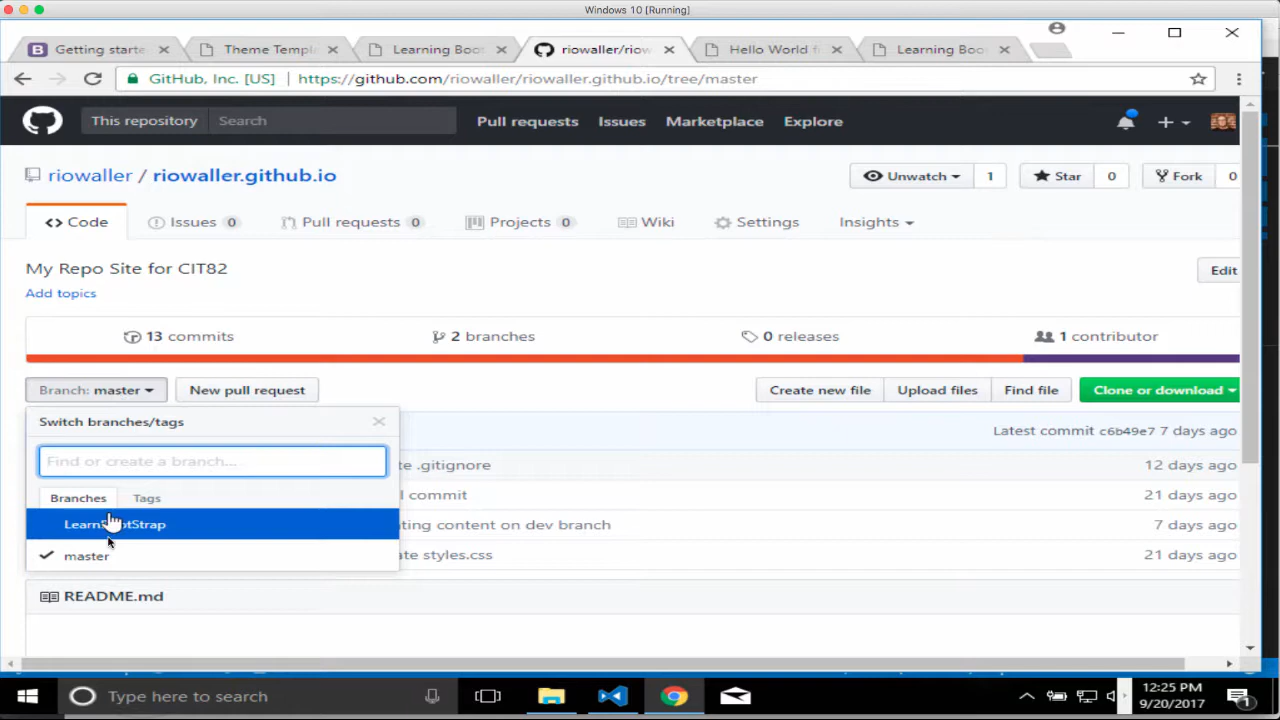 Windows 10 [Running]
Getting starte
Theme Templ
Learning Boo
riowaller/riow
Hello World f
Learning Boo
GitHub, Inc. [US] | https://github.com/riowaller/riowaller.github.io/tree/master
This repository Search Pull requests Issues Marketplace Explore
riowaller / riowaller.github.io
Unwatch 1 Star 0 Fork 0
Code Issues 0 Pull requests 0 Projects 0 Wiki Settings Insights
My Repo Site for CIT82
Edit
Add topics
13 commits 2 branches 0 releases 1 contributor
Branch: master New pull request Create new file Upload files Find file Clone or download
Switch branches/tags
Latest commit c6b49e7 7 days ago
Find or create a branch...
te .gitignore 12 days ago
Branches Tags
l commit 21 days ago
ting content on dev branch 7 days ago
master
te styles.css 21 days ago
README.md
Type here to search
12:25 PM
9/20/2017
1